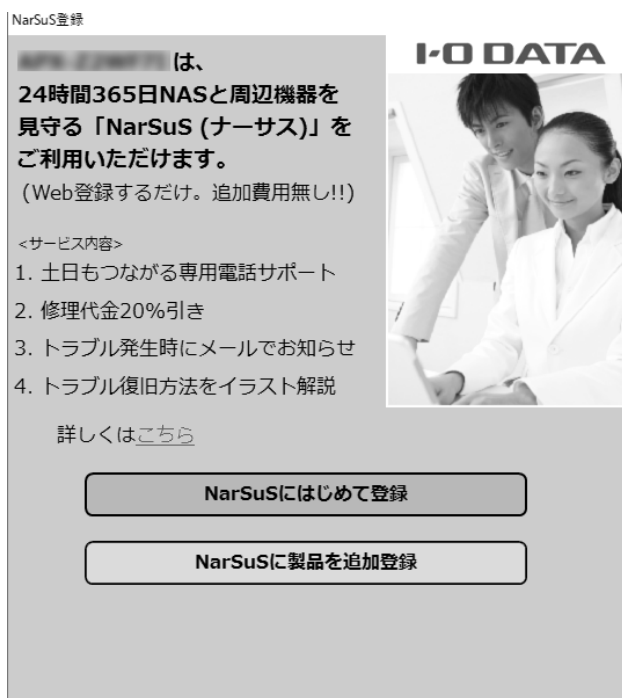 NarSuS登録
I-O DATA
は、
24時間365日NASと周辺機器を
見守る「NarSuS (ナーサス)」を
ご利用いただけます。
(Web登録するだけ。追加費用無し!!)
<サービス内容>
1. 土日もつながる専用電話サポート
2. 修理代金20%引き
3. トラブル発生時にメールでお知らせ
4. トラブル復旧方法をイラスト解説
詳しくはこちら
NarSuSにはじめて登録
NarSuSに製品を追加登録